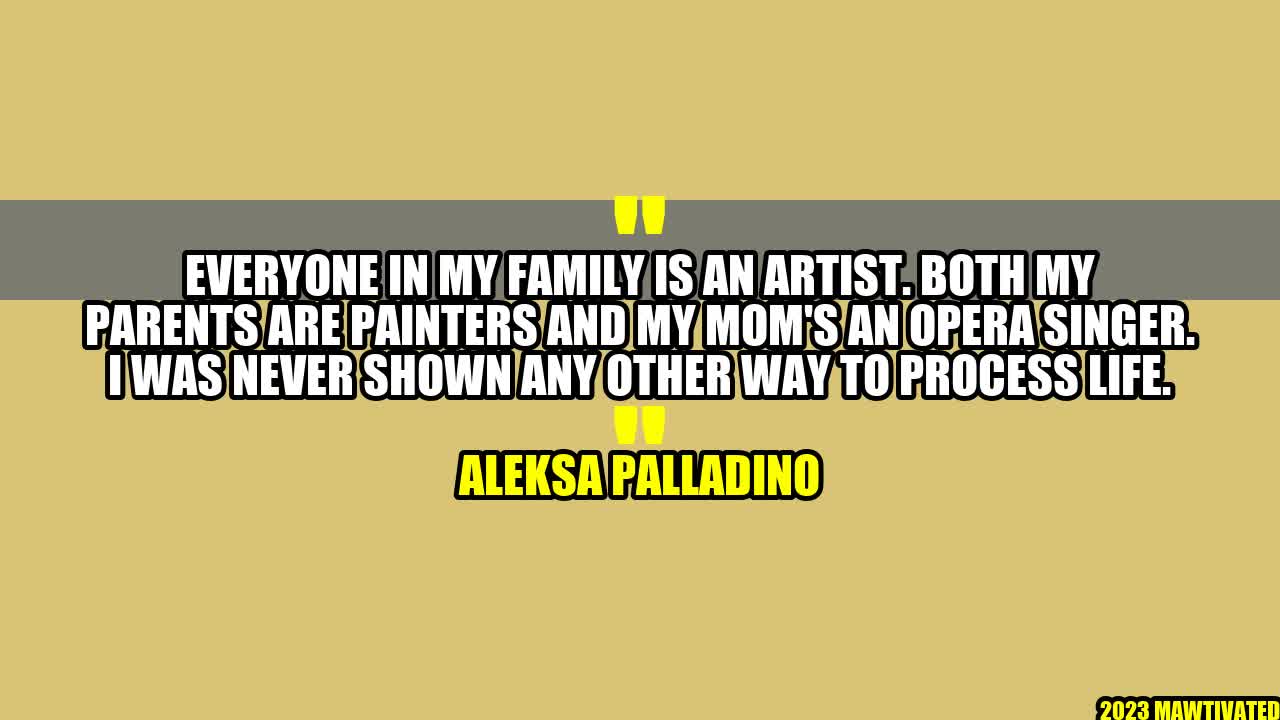 "
EVERYONE IN MY FAMILY IS AN ARTIST. BOTH MY
PARENTS ARE PAINTERS AND MY MOM'S AN OPERA SINGER.
I WAS NEVER SHOWN ANY OTHER WAY TO PROCESS LIFE.
"
ALEKSA PALLADINO
2023 MAWTIVATED